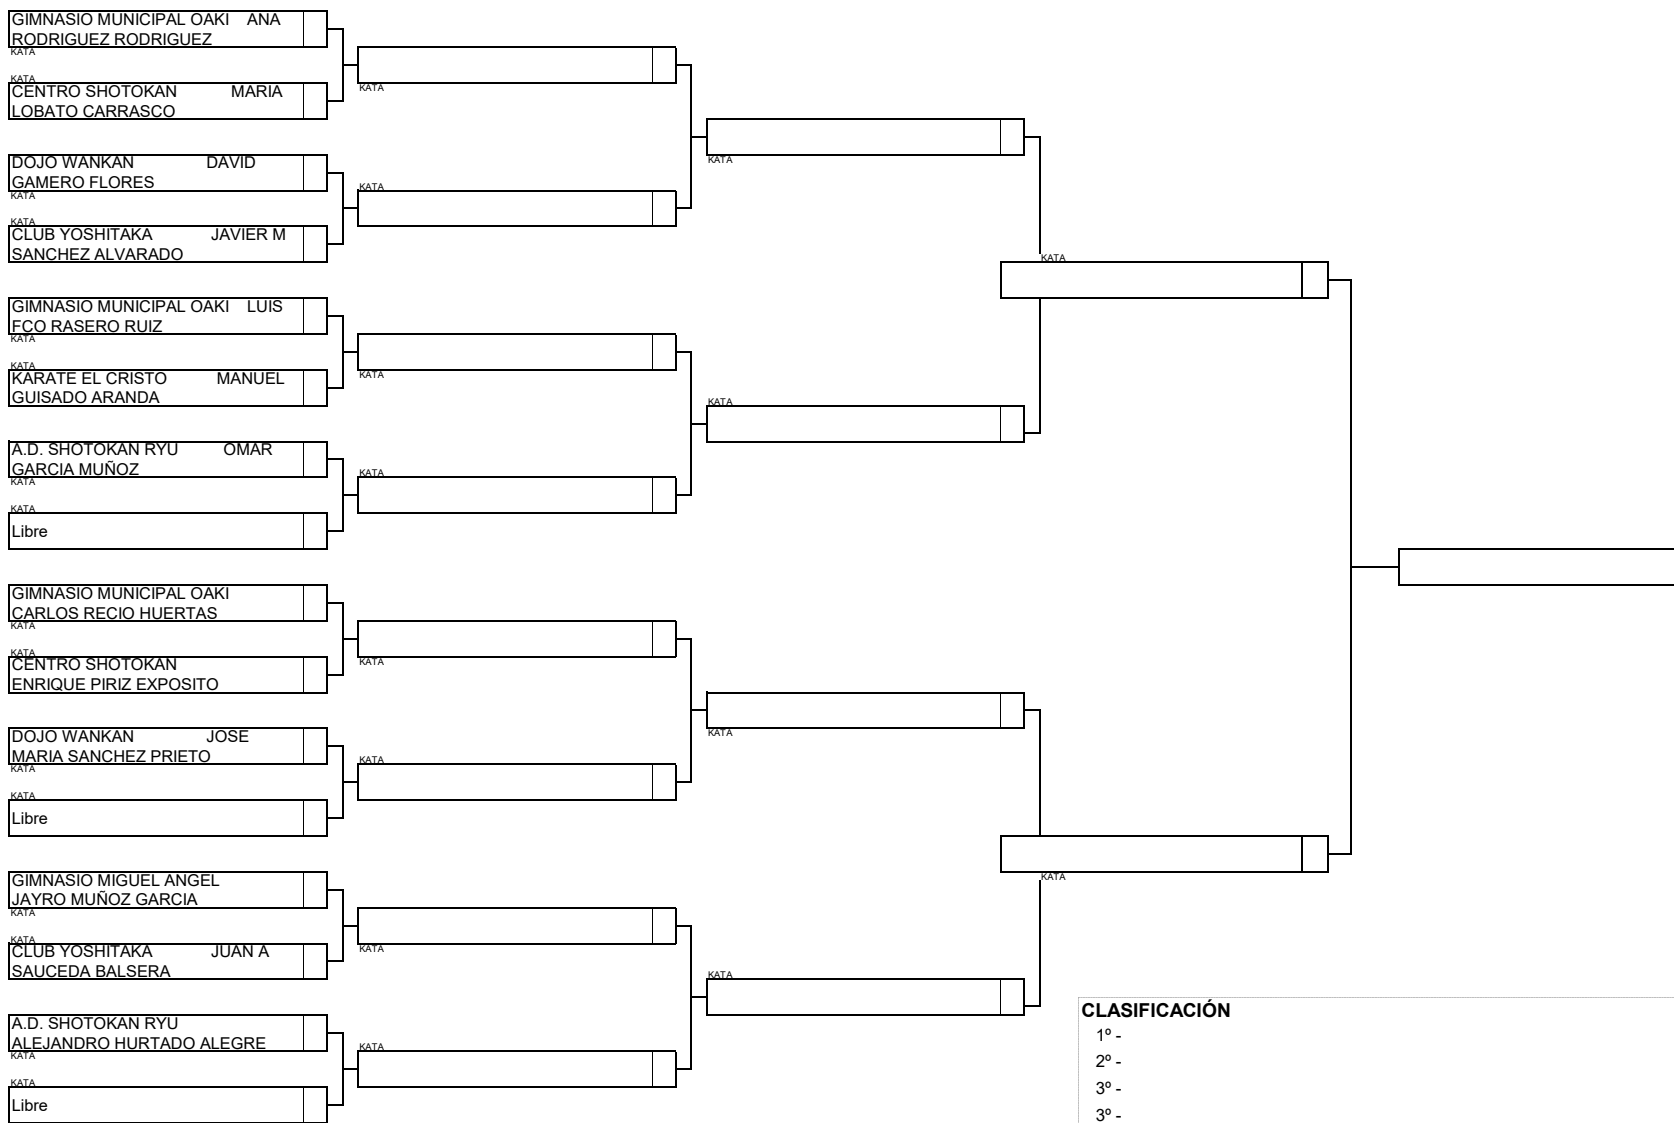 GIMNASIO MUNICIPAL OAKI ANA
RODRIGUEZ RODRIGUEZ
KATA
KATA
CENTRO SHOTOKAN MARIA
LOBATO CARRASCO
DOJO WANKAN DAVID
GAMERO FLORES
KATA
KATA
CLUB YOSHITAKA JAVIER M
SANCHEZ ALVARADO
GIMNASIO MUNICIPAL OAKI LUIS
FCO RASERO RUIZ
KATA
KATA
KARATE EL CRISTO MANUEL
GUISADO ARANDA
A.D. SHOTOKAN RYU OMAR
GARCIA MUÑOZ
KATA
KATA
Libre
GIMNASIO MUNICIPAL OAKI
CARLOS RECIO HUERTAS
KATA
KATA
CENTRO SHOTOKAN
ENRIQUE PIRIZ EXPOSITO
DOJO WANKAN JOSE
MARIA SANCHEZ PRIETO
KATA
KATA
Libre
GIMNASIO MIGUEL ANGEL
JAYRO MUÑOZ GARCIA
KATA
KATA
CLUB YOSHITAKA JUAN A
SAUCEDA BALSERA
A.D. SHOTOKAN RYU
ALEJANDRO HURTADO ALEGRE
KATA
KATA
Libre
KATA
KATA
KATA
KATA
KATA
KATA
KATA
KATA
KATA
KATA
KATA
KATA
KATA
KATA
CLASIFICACIÓN
1º -
2º -
3º -
3º -